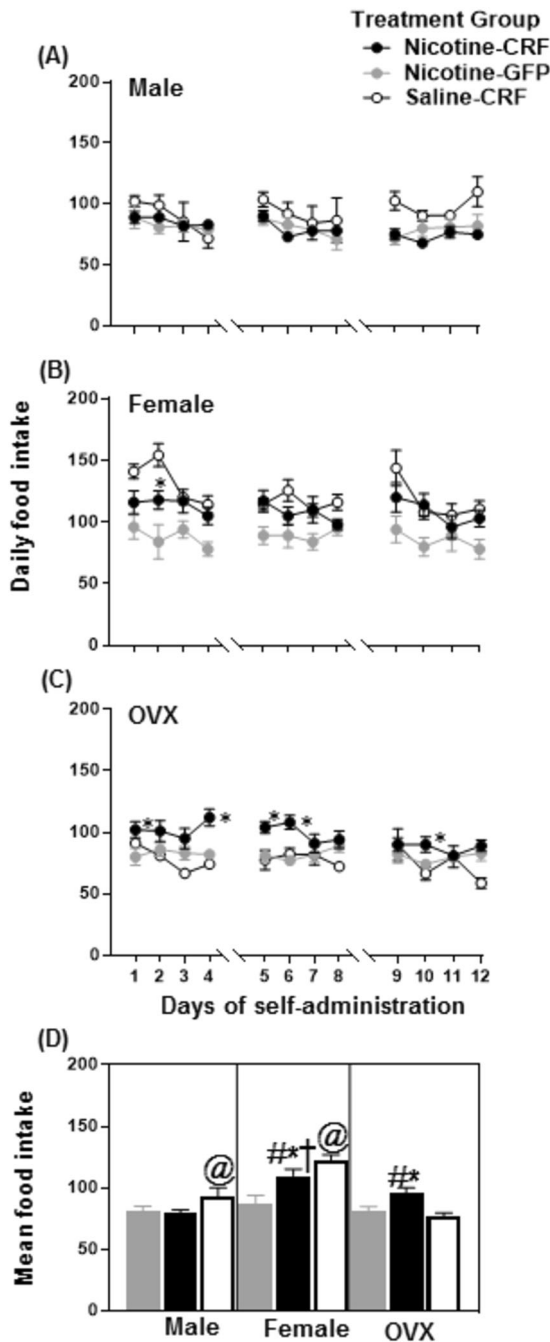 Treatment Group
Nicotine-CRF
Nicotine-GFP
Saline-CRF
(A)
Male
200
150
100
50
0
(B)
Female
200
150
100
50
0
*
Daily food intake
(C)
OVX
200
150
100
50
0
* * * * *
1 2 3 4 5 6 7 8 9 10 11 12
Days of self-administration
(D)
200
150
100
50
0
Mean food intake
@ #*† @ #*
Male Female OVX